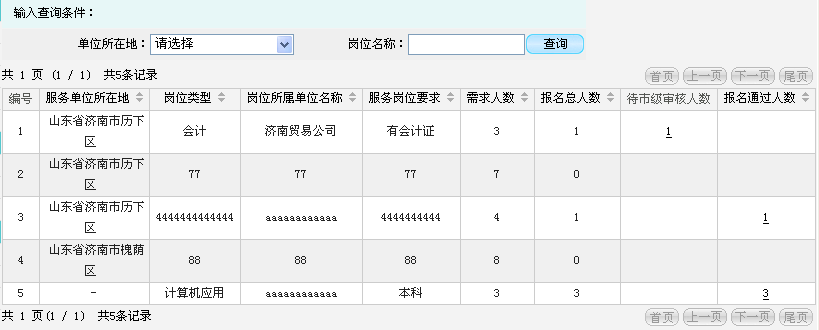 输入查询条件：
单位所在地： 请选择 岗位名称： 查询
共 1 页 (1 / 1) 共5条记录 首页 上一页 下一页 尾页
编号 服务单位所在地 岗位类型 岗位所属单位名称 服务岗位要求 需求人数 报名总人数 待市级审核人数 报名通过人数
1 山东省济南市历下区 会计 济南贸易公司 有会计证 3 1 1
2 山东省济南市历下区 77 77 77 7 0
3 山东省济南市历下区 4444444444444 aaaaaaaaaaaa 4444444444 4 1 1
4 山东省济南市槐荫区 88 88 88 8 0
5 - 计算机应用 aaaaaaaaaaaa 本科 3 3 3
共 1 页(1 / 1) 共5条记录 首页 上一页 下一页 尾页